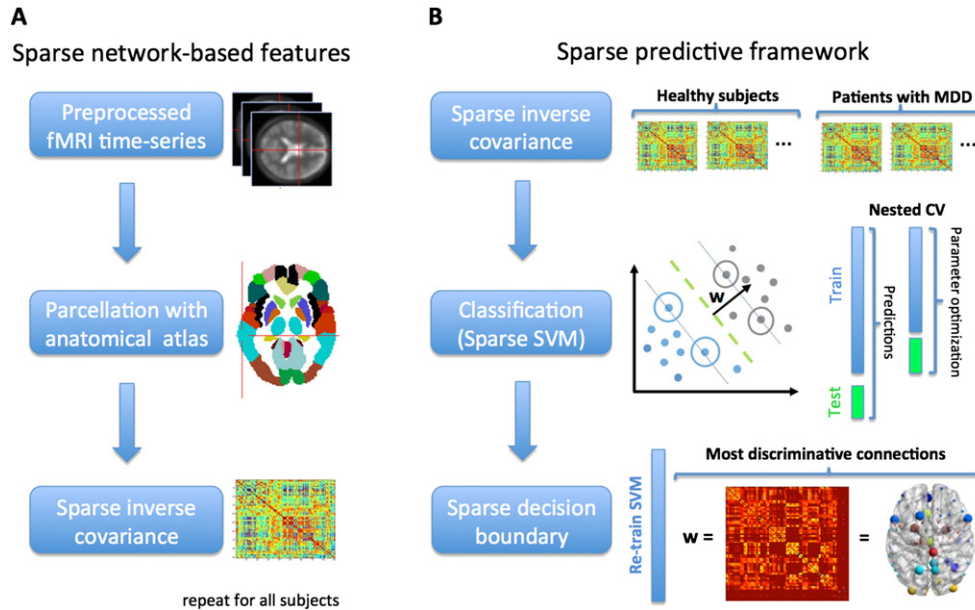 A
Sparse network-based features
Preprocessed
fMRI time-series
Parcellation with
anatomical atlas
Sparse inverse
covariance
repeat for all subjects
B
Sparse predictive framework
Sparse inverse
covariance
Healthy subjects
...
Patients with MDD
...
Classification
(Sparse SVM)
w
Nested CV
Train
Test
Predictions
Parameter optimization
Sparse decision
boundary
Re-train SVM
Most discriminative connections
w =
=